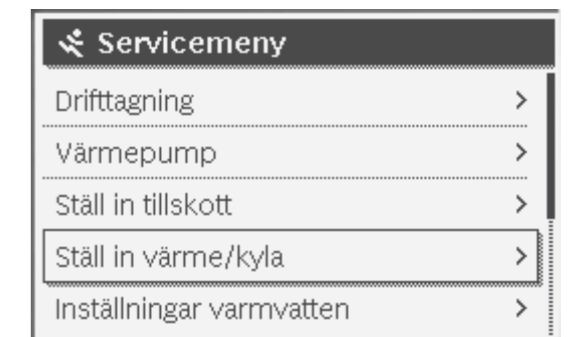 Servicemeny
Drifttagning
Värmepump
Ställ in tillskott
Ställ in värme/kyla
Inställningar varmvatten